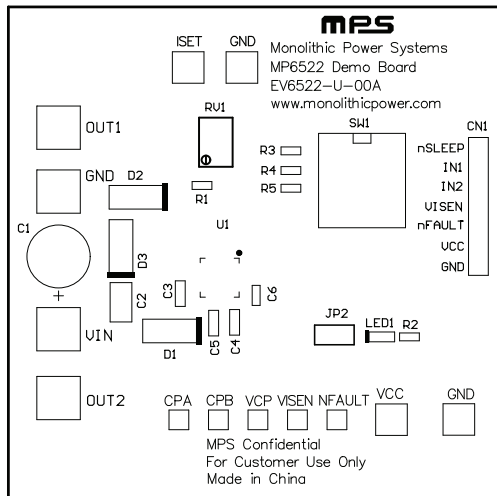 mps
Monolithic Power Systems
MP6522 Demo Board
EV6522-U-00A
www.monolithicpower.com
ISET
GND
RV1
SW1
CN1
OUT1
R3
nSLEEP
R4
IN1
GND
D2
R5
IN2
R1
VISEN
C1
U1
nFAULT
D3
VCC
GND
C2
C3
C6
VIN
D1
C5
C4
JP2
LED1
R2
OUT2
CPA
CPB
VCP
VISEN
NFAULT
VCC
GND
MPS Confidential
For Customer Use Only
Made in China